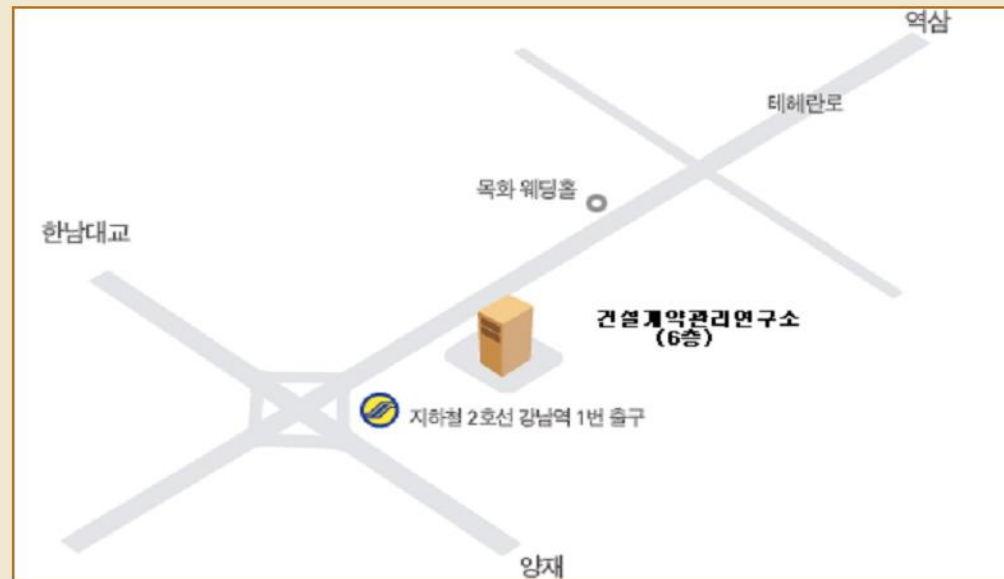 역삼
테헤란로
목화 웨딩홀
한남대교
건설계약관리연구소
(6층)
지하철 2호선 강남역 1번 출구
양재